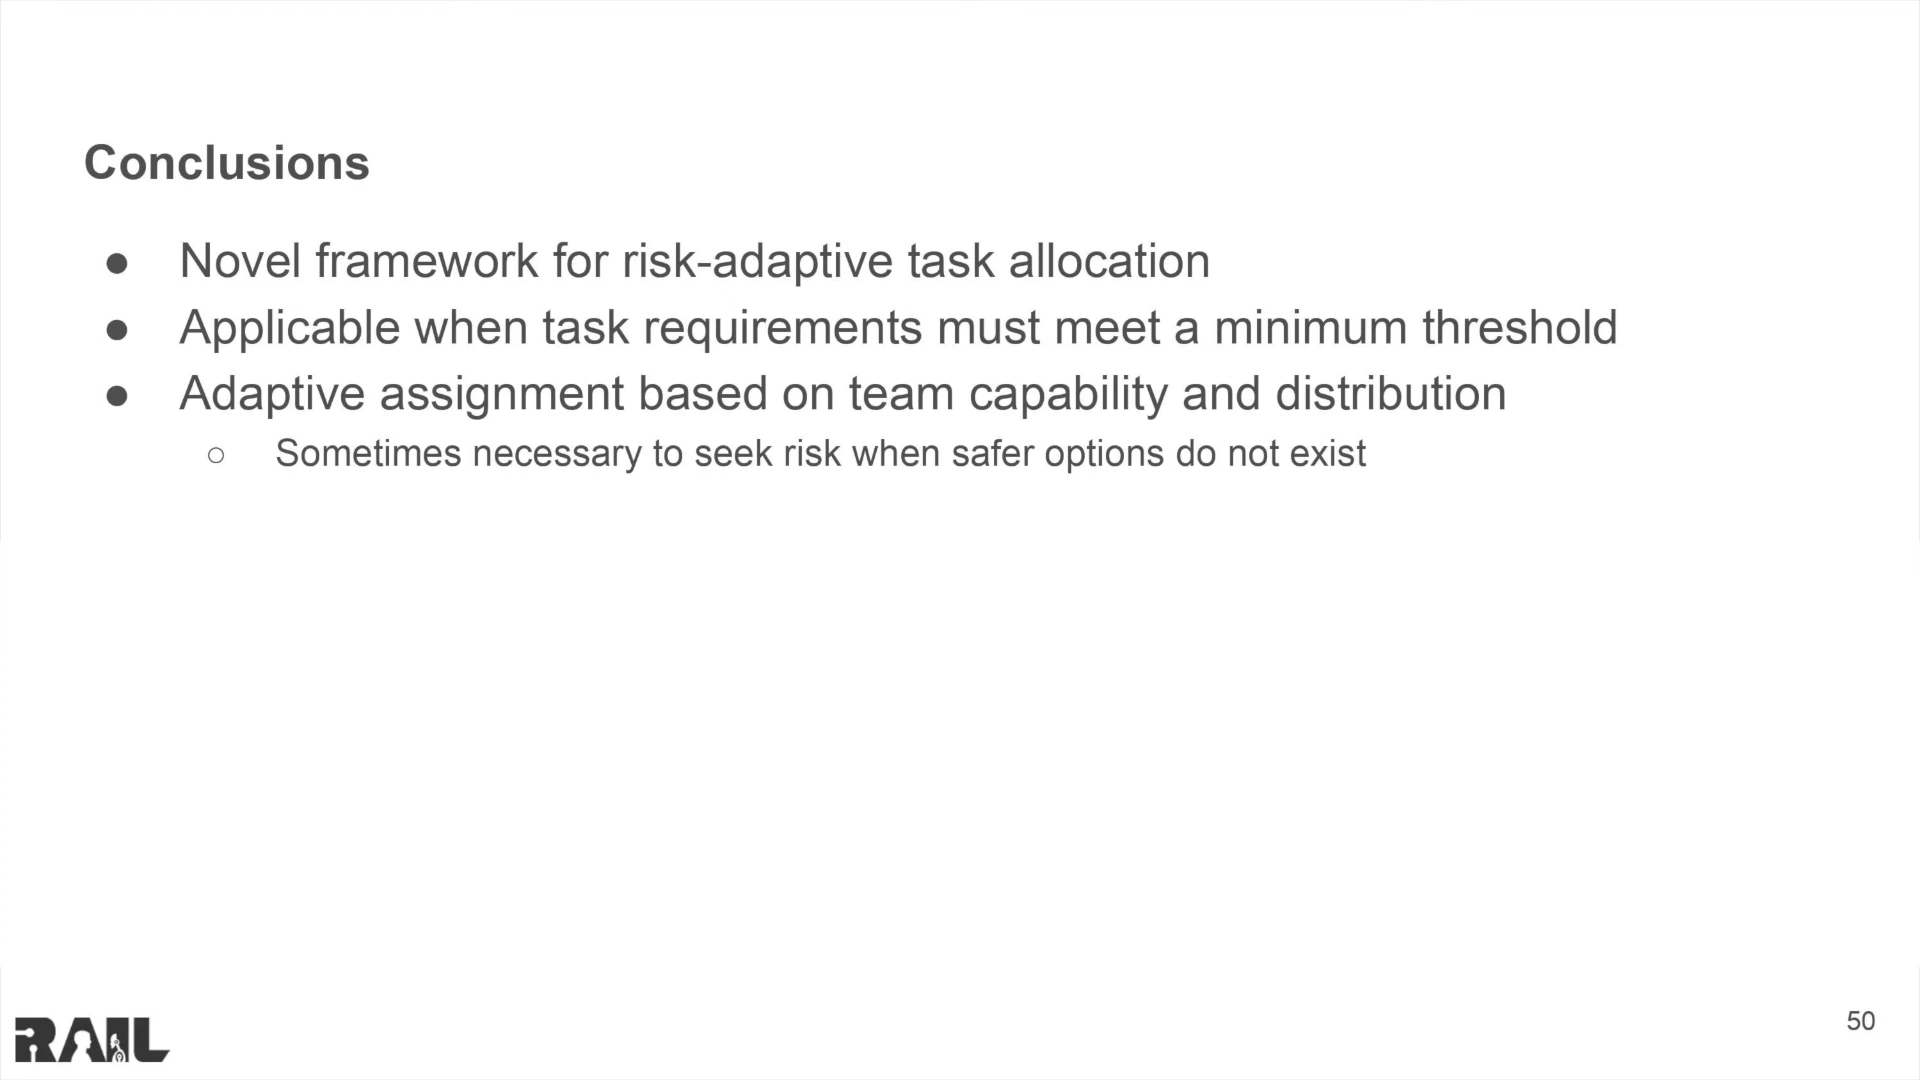 Conclusions
● Novel framework for risk-adaptive task allocation
● Applicable when task requirements must meet a minimum threshold
● Adaptive assignment based on team capability and distribution
○ Sometimes necessary to seek risk when safer options do not exist
RAIL
50